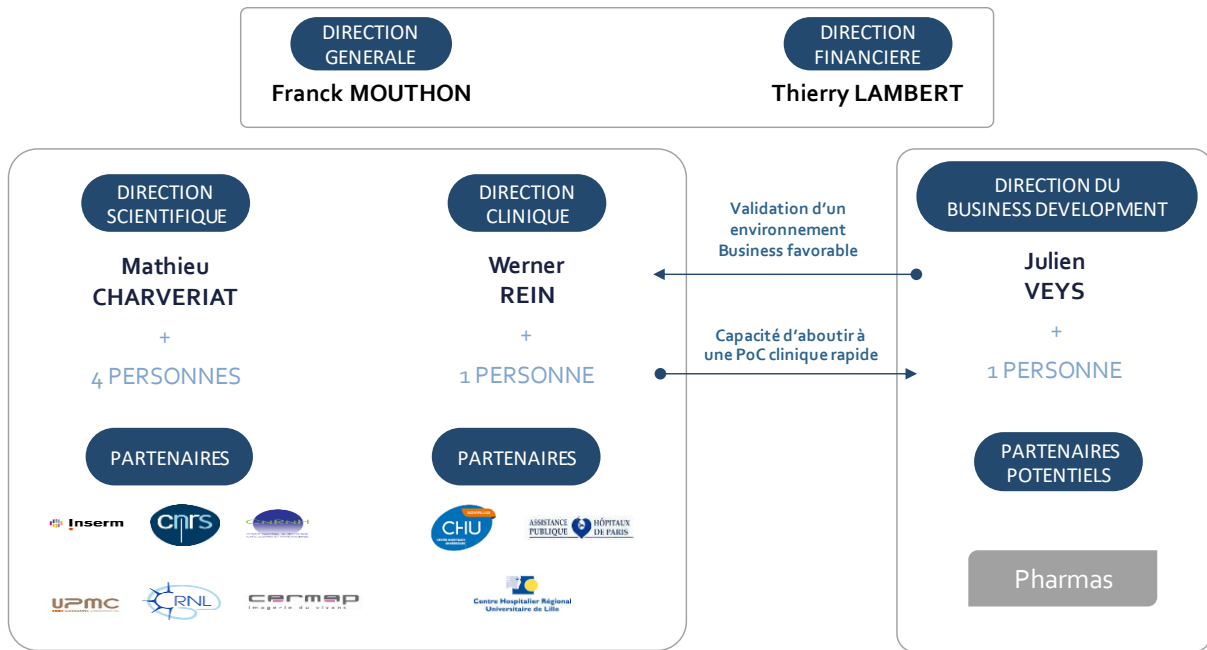 DIRECTION
GENERALE
Franck MOUTHON
DIRECTION
FINANCIERE
Thierry LAMBERT
DIRECTION
SCIENTIFIQUE
Mathieu
CHARVERIAT
+
4 PERSONNES
PARTENAIRES
Inserm
cnrs
CNRNH
UPMC
CRNL
cermep
imagerie du vivant
DIRECTION
CLINIQUE
Werner
REIN
+
1 PERSONNE
PARTENAIRES
CHU
ASSISTANCE
PUBLIQUE
HÔPITAUX
DE PARIS
Centre Hospitalier Régional
Universitaire de Lille
Validation d'un
environnement
Business favorable
Capacité d'aboutir à
une PoC clinique rapide
DIRECTION DU
BUSINESS DEVELOPMENT
Julien
VEYS
+
1 PERSONNE
PARTENAIRES
POTENTIELS
Pharmas